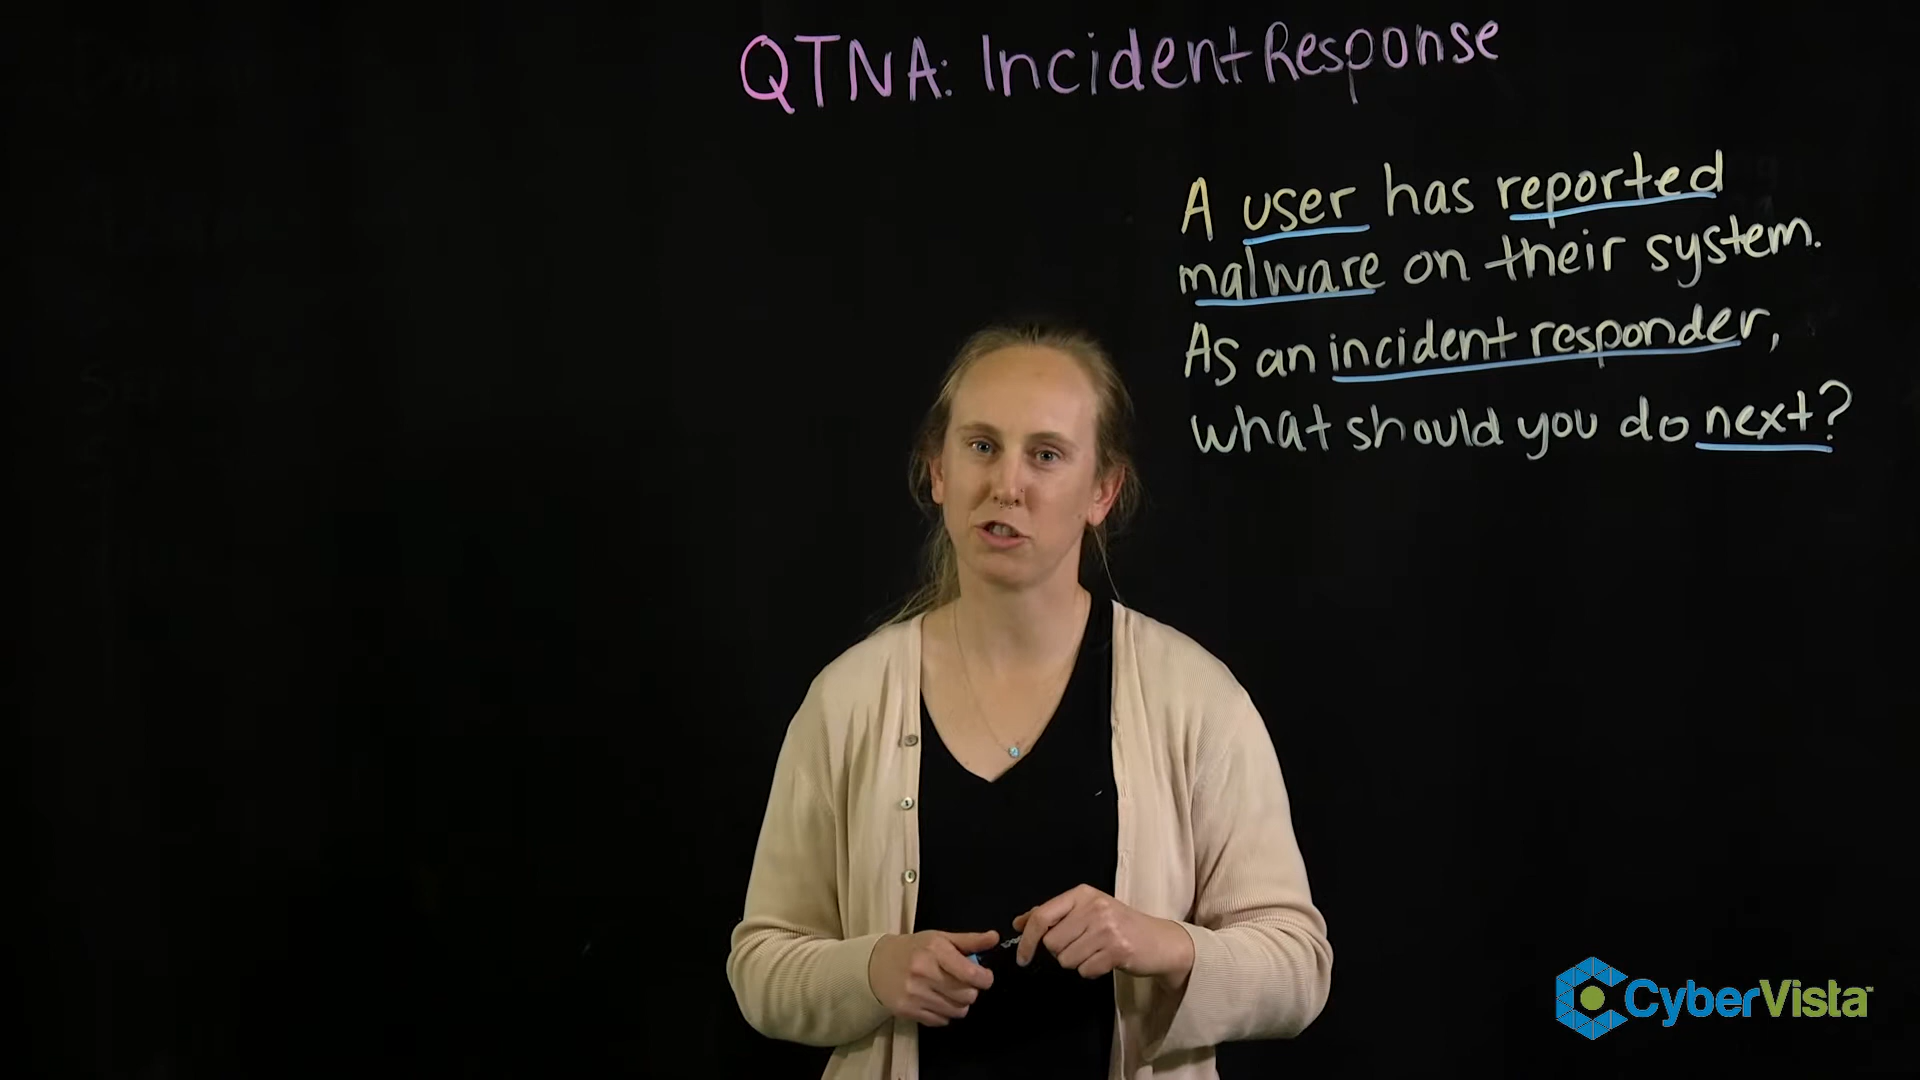 QTNA: Incident Response
A user has reported
malware on their system.
As an incident responder,
what should you do next?
CyberVista